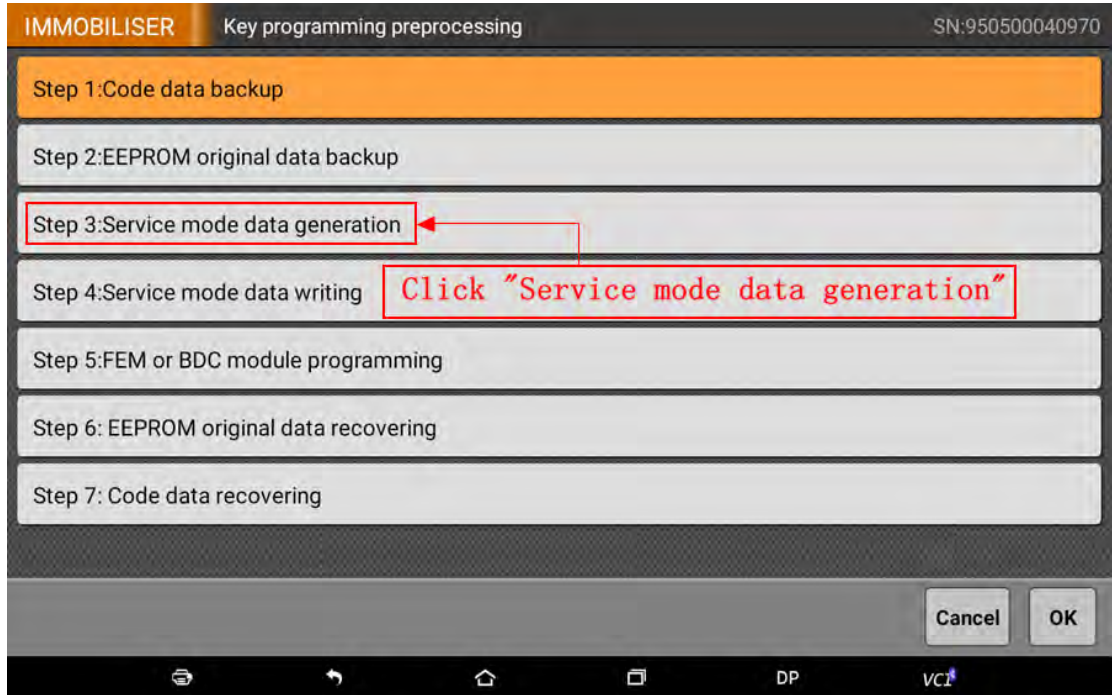 IMMOBILISER Key programming preprocessing SN:950500040970
Step 1:Code data backup
Step 2:EEPROM original data backup
Step 3:Service mode data generation
Step 4:Service mode data writing
Click "Service mode data generation"
Step 5:FEM or BDC module programming
Step 6: EEPROM original data recovering
Step 7: Code data recovering
Cancel OK
DP VCI